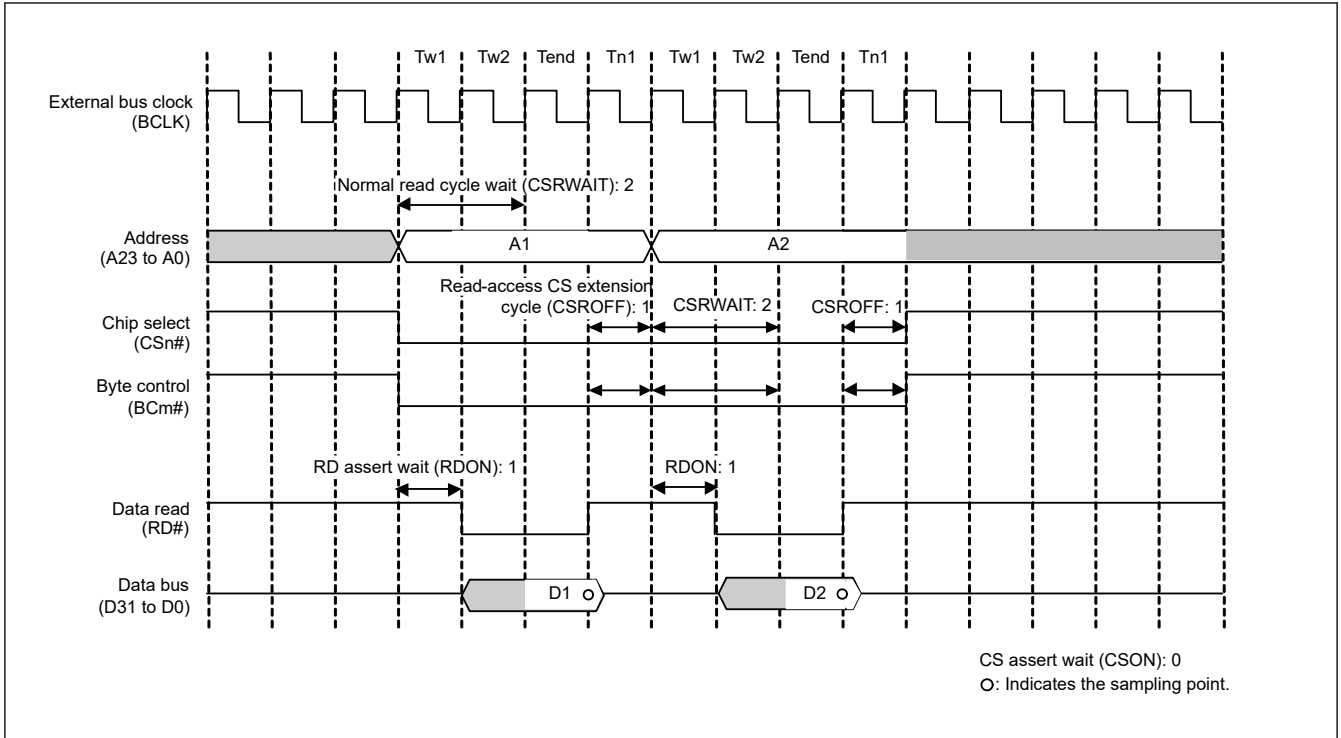 Tw1 Tw2 Tend Tn1 Tw1 Tw2 Tend Tn1
External bus clock
(BCLK)
Normal read cycle wait (CSRWAIT): 2
Address
(A23 to A0)
A1 A2
Read-access CS extension
cycle (CSROFF): 1 CSRWAIT: 2 CSROFF: 1
Chip select
(CSn#)
Byte control
(BCm#)
RD assert wait (RDON): 1 RDON: 1
Data read
(RD#)
Data bus
(D31 to D0)
D1 D2
CS assert wait (CSON): 0
O: Indicates the sampling point.